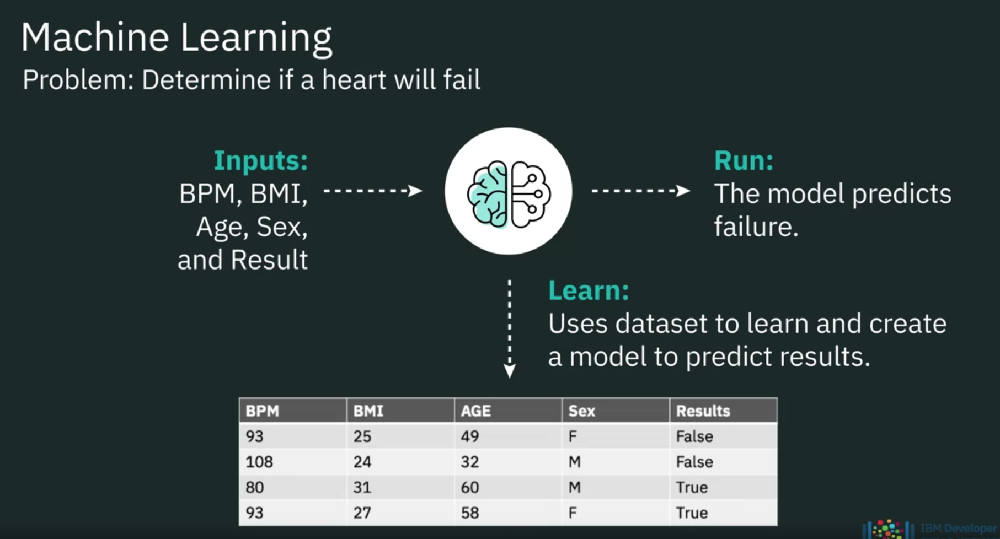 Machine Learning
Problem: Determine if a heart will fail
Inputs:
BPM, BMI,
Age, Sex,
and Result
Run:
The model predicts
failure.
Learn:
Uses dataset to learn and create
a model to predict results.
BPM BMI AGE Sex Results
93 25 49 F False
108 24 32 M False
80 31 60 M True
93 27 58 F True
IBM Developer